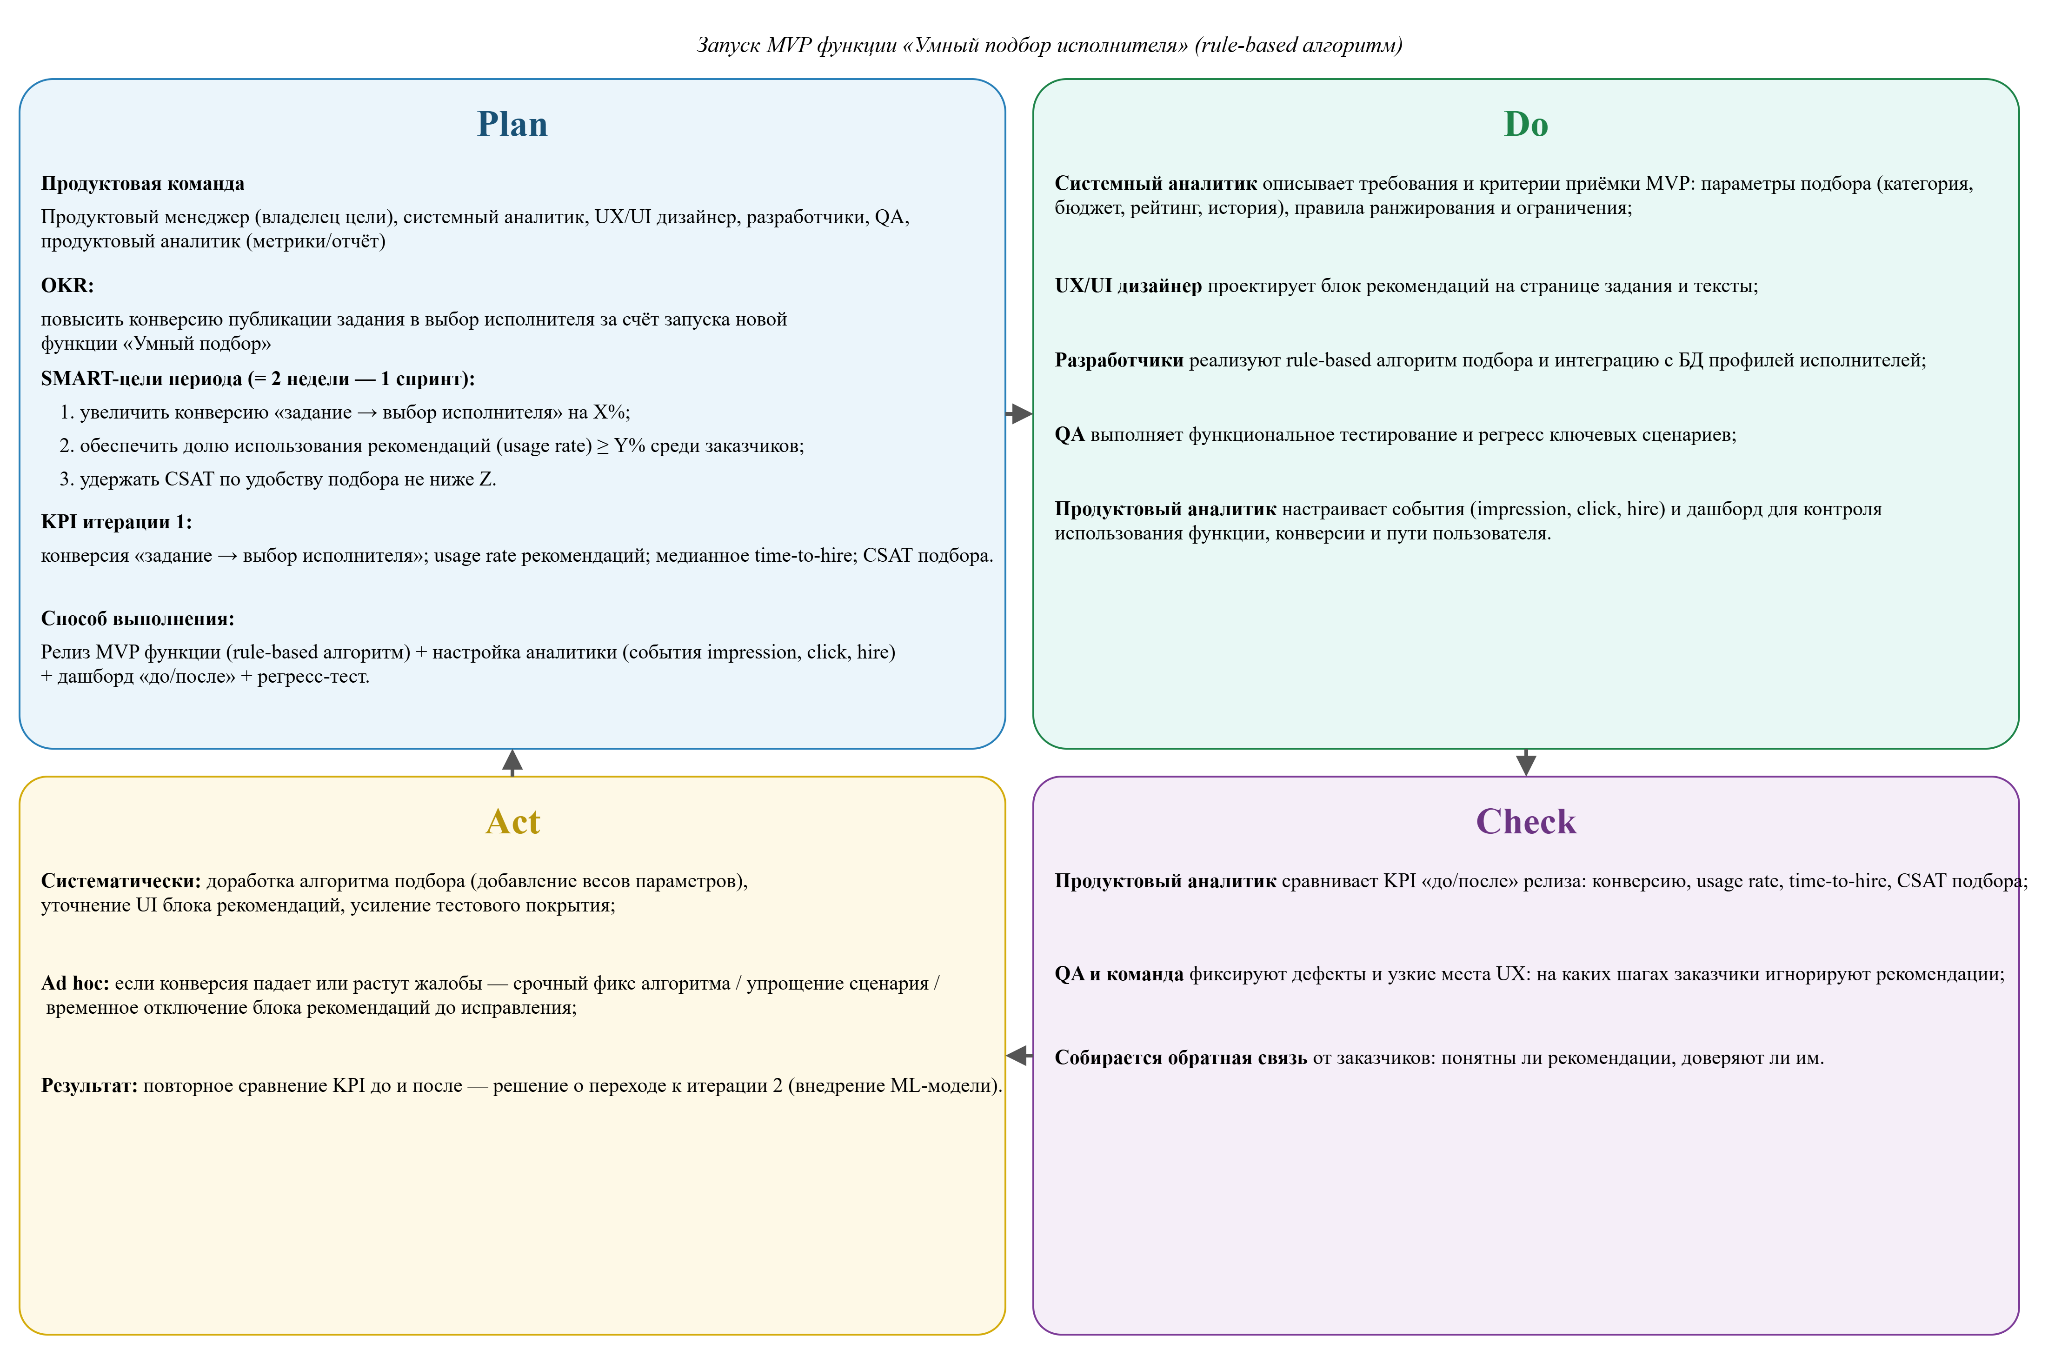 Запуск MVP функции «Умный подбор исполнителя» (rule-based алгоритм)
Plan
Продуктовая команда
Продуктовый менеджер (владелец цели), системный аналитик, UX/UI дизайнер, разработчики, QA,
продуктовый аналитик (метрики/отчёт)
OKR:
повысить конверсию публикации задания в выбор исполнителя за счёт запуска новой
функции «Умный подбор»
SMART-цели периода (= 2 недели — 1 спринт):
1. увеличить конверсию «задание → выбор исполнителя» на X%;
2. обеспечить долю использования рекомендаций (usage rate) ≥ Y% среди заказчиков;
3. удержать CSAT по удобству подбора не ниже Z.
KPI итерации 1:
конверсия «задание → выбор исполнителя»; usage rate рекомендаций; медианное time-to-hire; CSAT подбора.
Способ выполнения:
Релиз MVP функции (rule-based алгоритм) + настройка аналитики (события impression, click, hire)
+ дашборд «до/после» + регресс-тест.
Do
Системный аналитик описывает требования и критерии приёмки MVP: параметры подбора (категория,
бюджет, рейтинг, история), правила ранжирования и ограничения;
UX/UI дизайнер проектирует блок рекомендаций на странице задания и тексты;
Разработчики реализуют rule-based алгоритм подбора и интеграцию с БД профилей исполнителей;
QA выполняет функциональное тестирование и регресс ключевых сценариев;
Продуктовый аналитик настраивает события (impression, click, hire) и дашборд для контроля
использования функции, конверсии и пути пользователя.
Act
Систематически: доработка алгоритма подбора (добавление весов параметров),
уточнение UI блока рекомендаций, усиление тестового покрытия;
Ad hoc: если конверсия падает или растут жалобы — срочный фикс алгоритма / упрощение сценария /
временное отключение блока рекомендаций до исправления;
Результат: повторное сравнение KPI до и после — решение о переходе к итерации 2 (внедрение ML-модели).
Check
Продуктовый аналитик сравнивает KPI «до/после» релиза: конверсию, usage rate, time-to-hire, CSAT подбора;
QA и команда фиксируют дефекты и узкие места UX: на каких шагах заказчики игнорируют рекомендации;
Собирается обратная связь от заказчиков: понятны ли рекомендации, доверяют ли им.